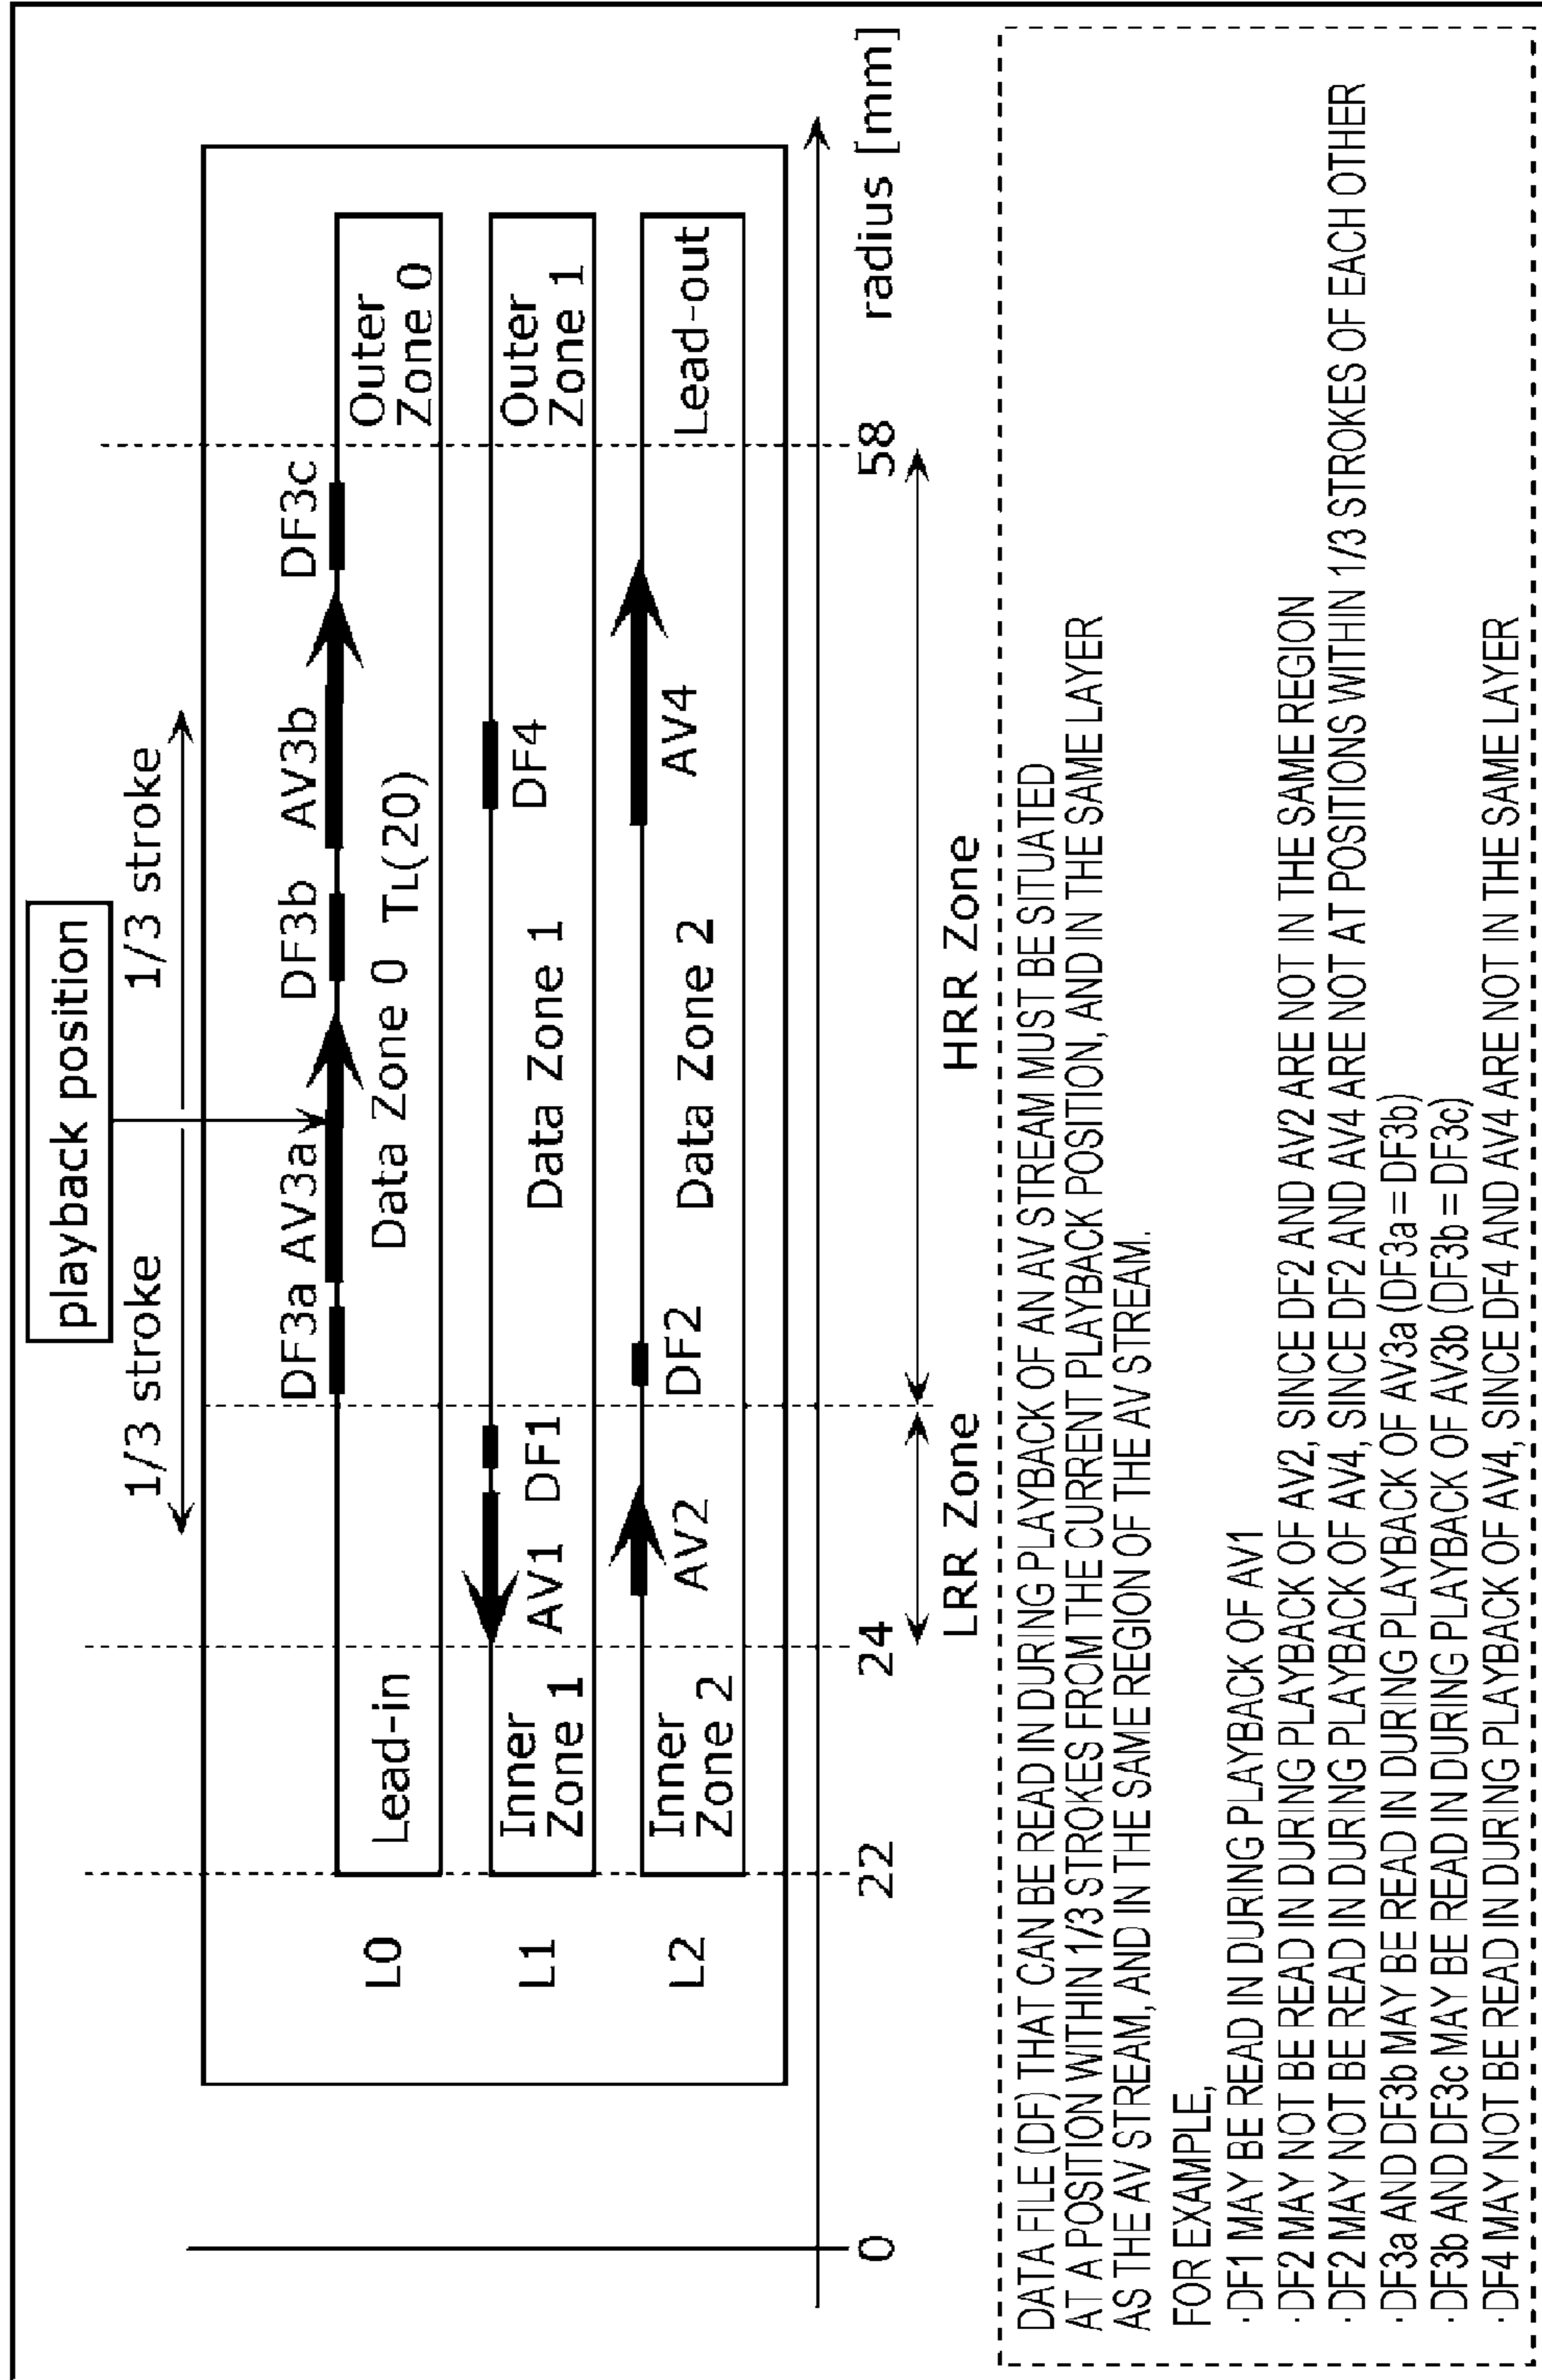 playback position
1/3 stroke
1/3 stroke
DF3a AV3a
DF3b AV3b
DF3c
L0
Lead-in
Data Zone 0 TL(20)
Outer
Zone 0
L1
Inner
Zone 1
AV1 DF1
Data Zone 1
DF4
Outer
Zone 1
L2
Inner
Zone 2
AV2
DF2
Data Zone 2
AV4
Lead-out
0
22
24
58
radius [mm]
LRR Zone
HRR Zone
DATA FILE (DF) THAT CAN BE READ IN DURING PLAYBACK OF AN AV STREAM MUST BE SITUATED
AT A POSITION WITHIN 1/3 STROKES FROM THE CURRENT PLAYBACK POSITION, AND IN THE SAME LAYER
AS THE AV STREAM, AND IN THE SAME REGION OF THE AV STREAM.
FOR EXAMPLE,
·DF1 MAY BE READ IN DURING PLAYBACK OF AV1
·DF2 MAY NOT BE READ IN DURING PLAYBACK OF AV2, SINCE DF2 AND AV2 ARE NOT IN THE SAME REGION
·DF2 MAY NOT BE READ IN DURING PLAYBACK OF AV4, SINCE DF2 AND AV4 ARE NOT AT POSITIONS WITHIN 1/3 STROKES OF EACH OTHER
·DF3a AND DF3b MAY BE READ IN DURING PLAYBACK OF AV3a (DF3a = DF3b)
·DF3b AND DF3c MAY BE READ IN DURING PLAYBACK OF AV3b (DF3b = DF3c)
·DF4 MAY NOT BE READ IN DURING PLAYBACK OF AV4, SINCE DF4 AND AV4 ARE NOT IN THE SAME LAYER